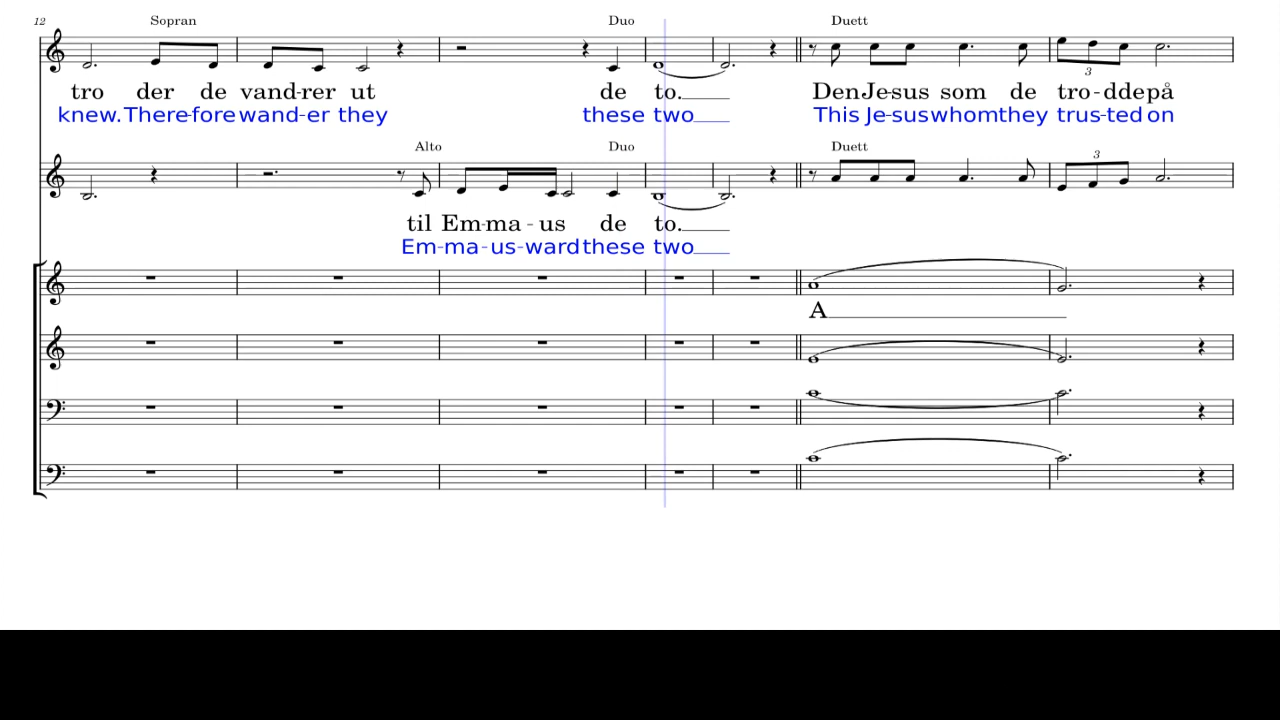 12 Sopran Duo Duett
3
tro der de vand-rer ut de to. Den Je-sus som de tro-dde på
knew. There-fore wand-er they these two This Je-sus whom they trus-ted on
Alto Duo Duett
3
til Em-ma-us de to.
Em-ma-us-ward these two
A